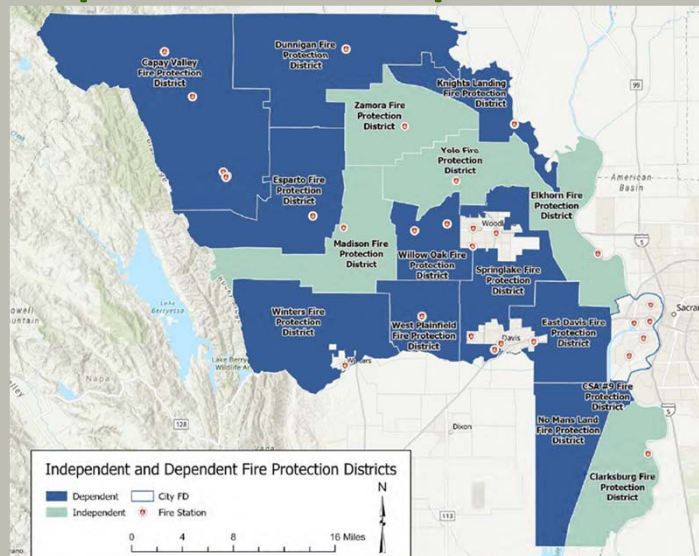 Capay Valley
Fire Protection
District
Dunnigan Fire
Protection
District
Knights Landing
Fire Protection
District
99
Zamora Fire
Protection
District
Yolo Fire
Protection
District
American
Basin
Esparto Fire
Protection
District
Elkhorn Fire
Protection
District
Woodl
5
Madison Fire
Protection
District
Willow Oak Fire
Protection
District
Springlake Fire
Protection
District
Lake
Berryessa
Winters Fire
Protection
District
West Plainfield
Fire Protection
District
East Davis Fire
Protection
District
Davis
Sacra
owell
untain
Lake Berry
Wildlife Ar
Winters
Napa
CSA #9 Fire
Protection
District
5
128
Dixon
No Mans Land
Fire Protection
District
Clarksburg Fire
Protection
District
113
Independent and Dependent Fire Protection Districts
Dependent
City FD
Independent
Fire Station
N
0 4 8 16 Miles